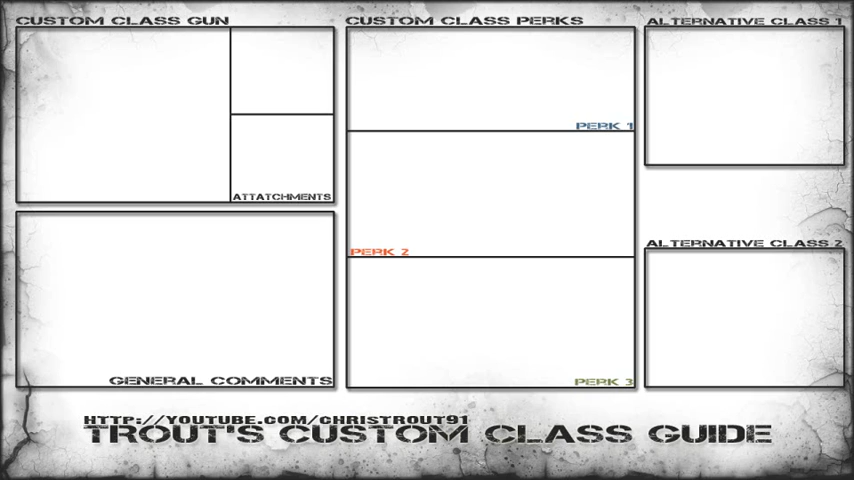 CUSTOM CLASS GUN
ATTATCHMENTS
GENERAL COMMENTS
CUSTOM CLASS PERKS
PERK 1
PERK 2
PERK 3
ALTERNATIVE CLASS 1
ALTERNATIVE CLASS 2
HTTP://YOUTUBE.COM/CHRISTROUT91
TROUT'S CUSTOM CLASS GUIDE